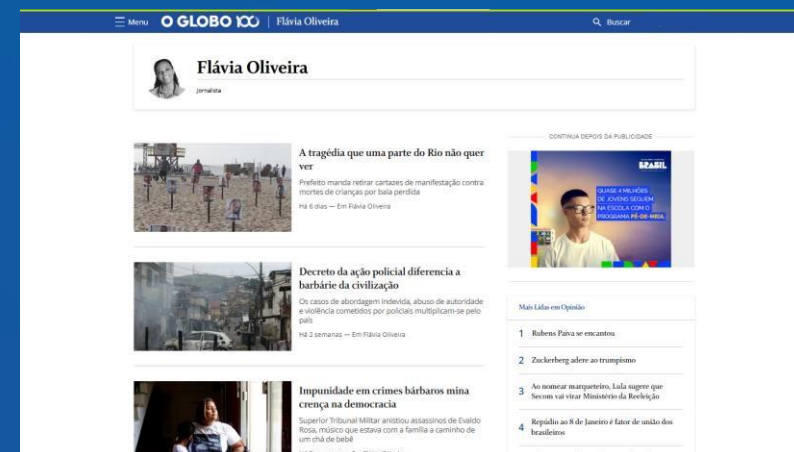 Menu O GLOBO 100 | Flávia Oliveira
Buscar
Flávia Oliveira
Jornalista
A tragédia que uma parte do Rio não quer
ver
Prefeito manda retirar cartazes de manifestação contra
mortes de crianças por bala perdida
Há 6 dias — Em Flávia Oliveira
Decreto da ação policial diferencia a
barbárie da civilização
Os casos de abordagem indevida, abuso de autoridade
e violência cometidos por policiais multiplicam-se pelo
país
Há 2 semanas — Em Flávia Oliveira
Impunidade em crimes bárbaros mina
crença na democracia
Superior Tribunal Militar anistiou assassinos de Evaldo
Rosa, músico que estava com a família a caminho de
um chá de bebê
CONTINUA DEPOIS DA PUBLICIDADE
BRASIL
QUASE 4 MILHÕES
DE JOVENS SEGUEM
NA ESCOLA COM O
PROGRAMA PÉ-DE-MEIA.
Mais Lidas em Opinião
1 Rubens Paiva se encantou
2 Zuckerberg adere ao trumpismo
3 Ao nomear marqueteiro, Lula sugere que
Secom vai virar Ministério da Reeleição
4 Repúdio ao 8 de Janeiro é fator de união dos
brasileiros